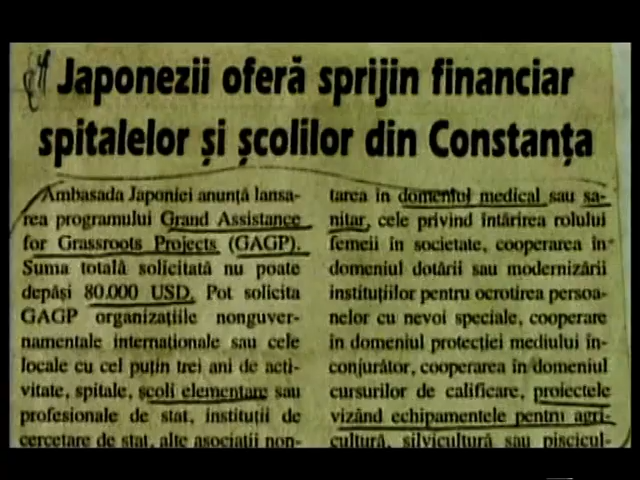 Japonezii oferă sprijin financiar
spitalelor și școlilor din Constanța
Ambasada Japoniei anunță lansa-
rea programului Grand Assistance
for Grassroots Projects (GAGP).
Suma totală solicitată nu poate
depăși 80.000 USD. Pot solicita
GAGP organizațiile nonguver-
namentale internaționale sau cele
locale cu cel puțin trei ani de acti-
vitate, spitale, școli elementare sau
profesionale de stat, instituții de
cercetare de stat, alte asociații non-
tarea în domeniul medical sau sa-
nitar, cele privind întărirea rolului
femeii în societate, cooperarea în
domeniul dotării sau modernizării
instituțiilor pentru ocrotirea persoa-
nelor cu nevoi speciale, cooperare
în domeniul protecției mediului în-
conjurător, cooperarea în domeniul
cursurilor de calificare, proiectele
vizând echipamentele pentru agri-
cultură, silvicultură sau piscicul-